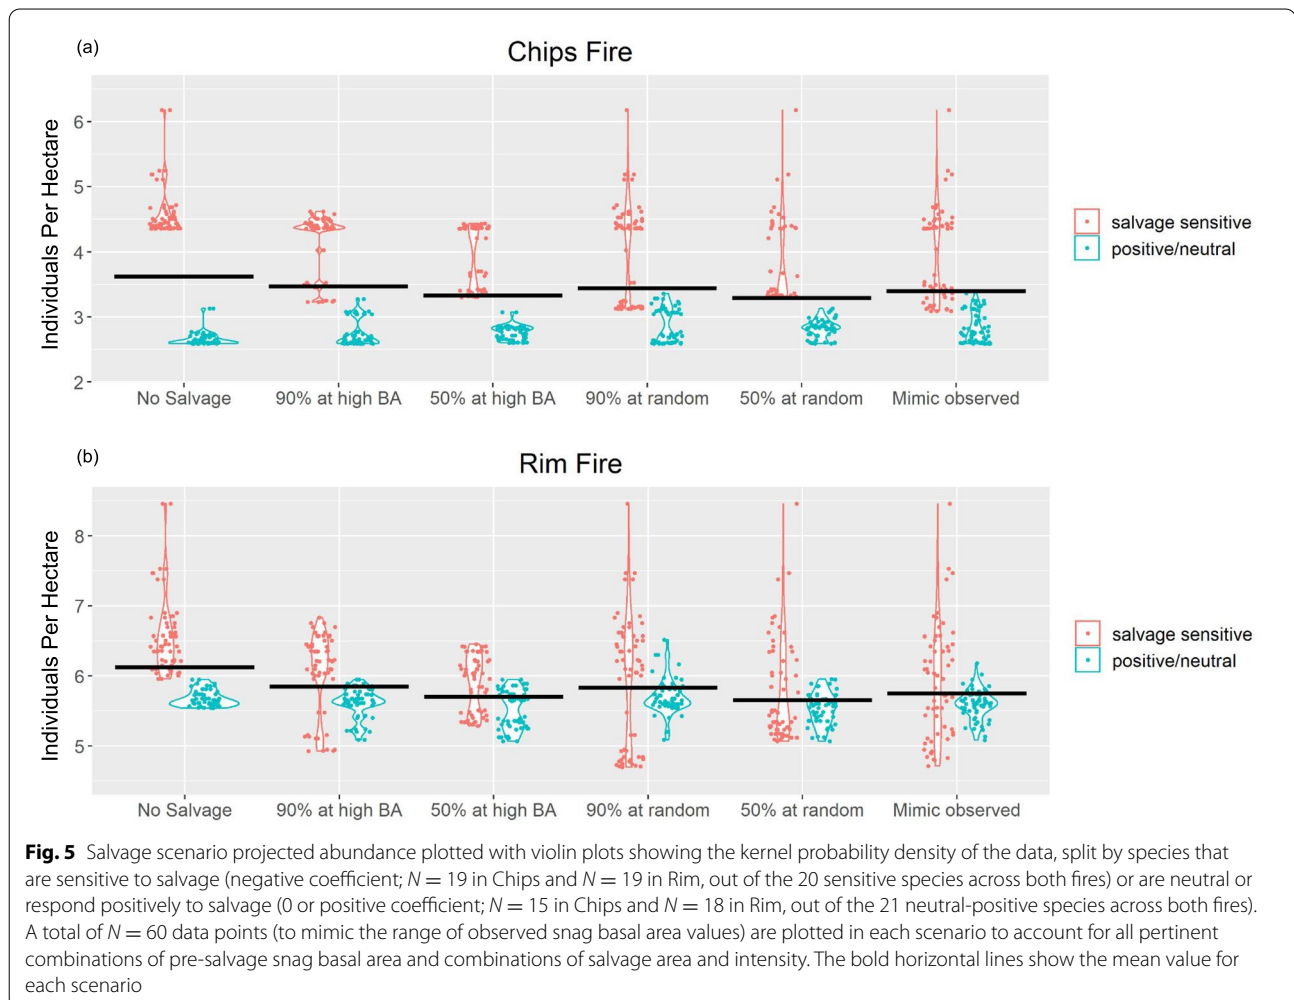 (a)
Chips Fire
Individuals Per Hectare
6
5
4
3
2
No Salvage 90% at high BA 50% at high BA 90% at random 50% at random Mimic observed
salvage sensitive
positive/neutral
(b)
Rim Fire
Individuals Per Hectare
8
7
6
5
No Salvage 90% at high BA 50% at high BA 90% at random 50% at random Mimic observed
salvage sensitive
positive/neutral
Fig. 5 Salvage scenario projected abundance plotted with violin plots showing the kernel probability density of the data, split by species that
are sensitive to salvage (negative coefficient; N = 19 in Chips and N = 19 in Rim, out of the 20 sensitive species across both fires) or are neutral or
respond positively to salvage (0 or positive coefficient; N = 15 in Chips and N = 18 in Rim, out of the 21 neutral-positive species across both fires).
A total of N = 60 data points (to mimic the range of observed snag basal area values) are plotted in each scenario to account for all pertinent
combinations of pre-salvage snag basal area and combinations of salvage area and intensity. The bold horizontal lines show the mean value for
each scenario